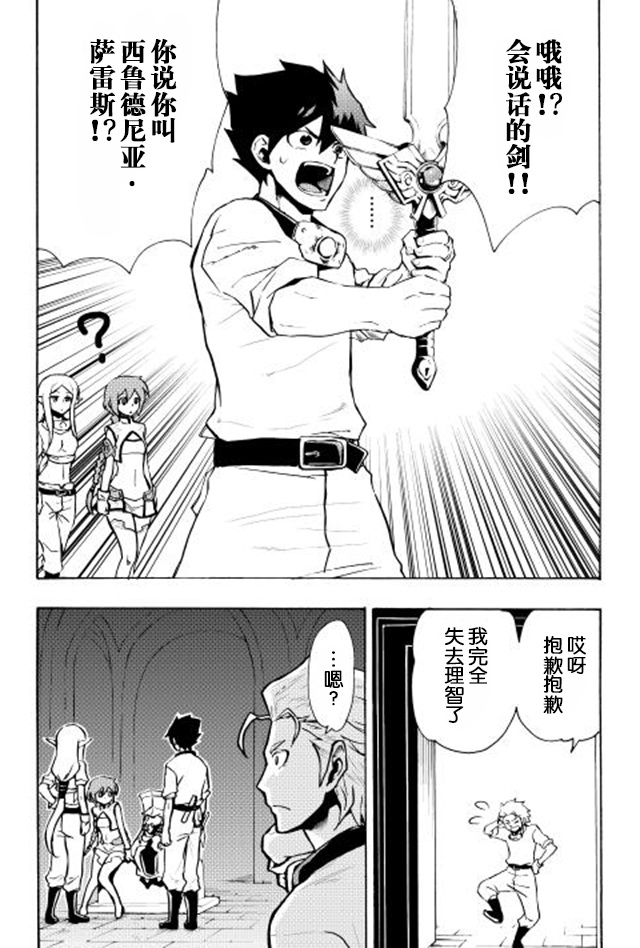 哦哦!?
会说话的剑!!
……
你说你叫
西鲁德尼亚·
萨雷斯!?
?
哎呀
抱歉抱歉
我完全
失去理智了
…嗯?